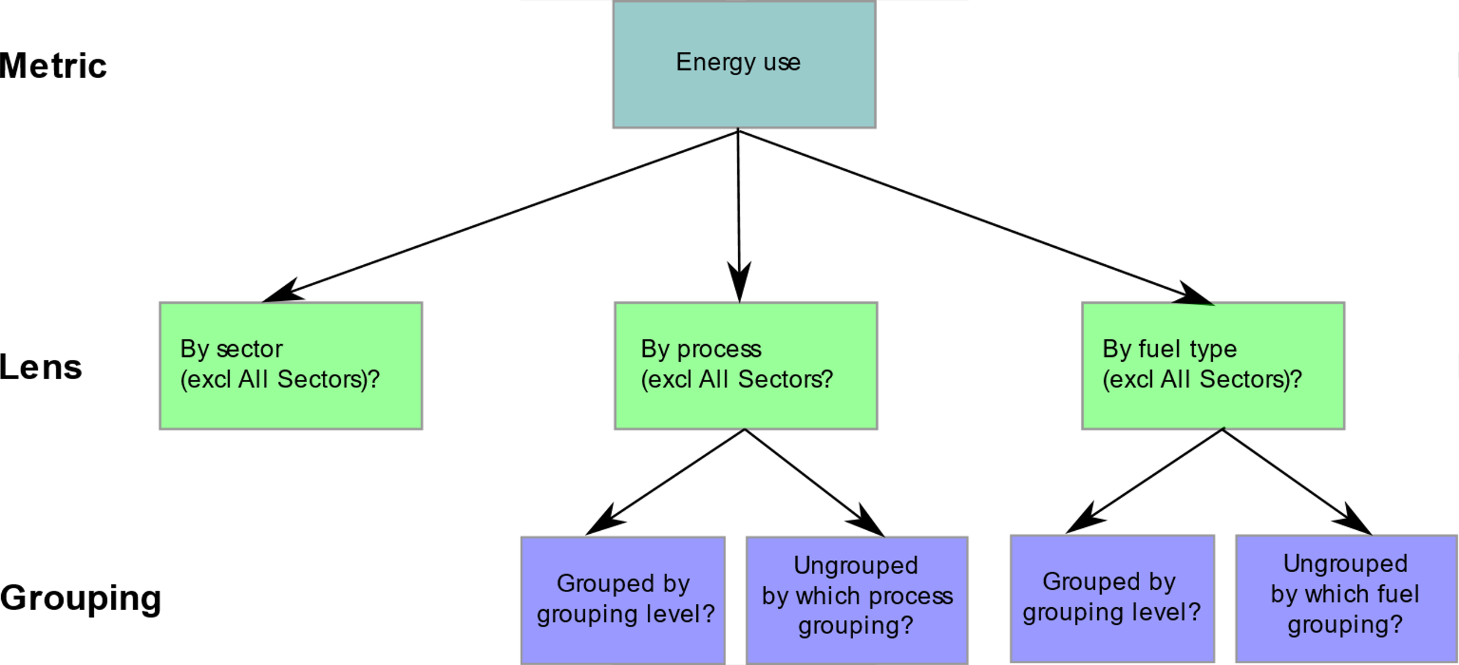 Metric
Energy use
Lens
By sector
(excl All Sectors)?
By process
(excl All Sectors?
By fuel type
(excl All Sectors)?
Grouping
Grouped by
grouping level?
Ungrouped
by which process
grouping?
Grouped by
grouping level?
Ungrouped
by which fuel
grouping?